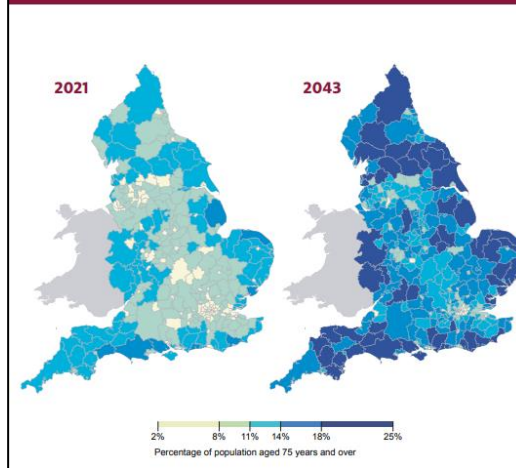 2021
2043
2% 8% 11% 14% 18% 25%
Percentage of population aged 75 years and over